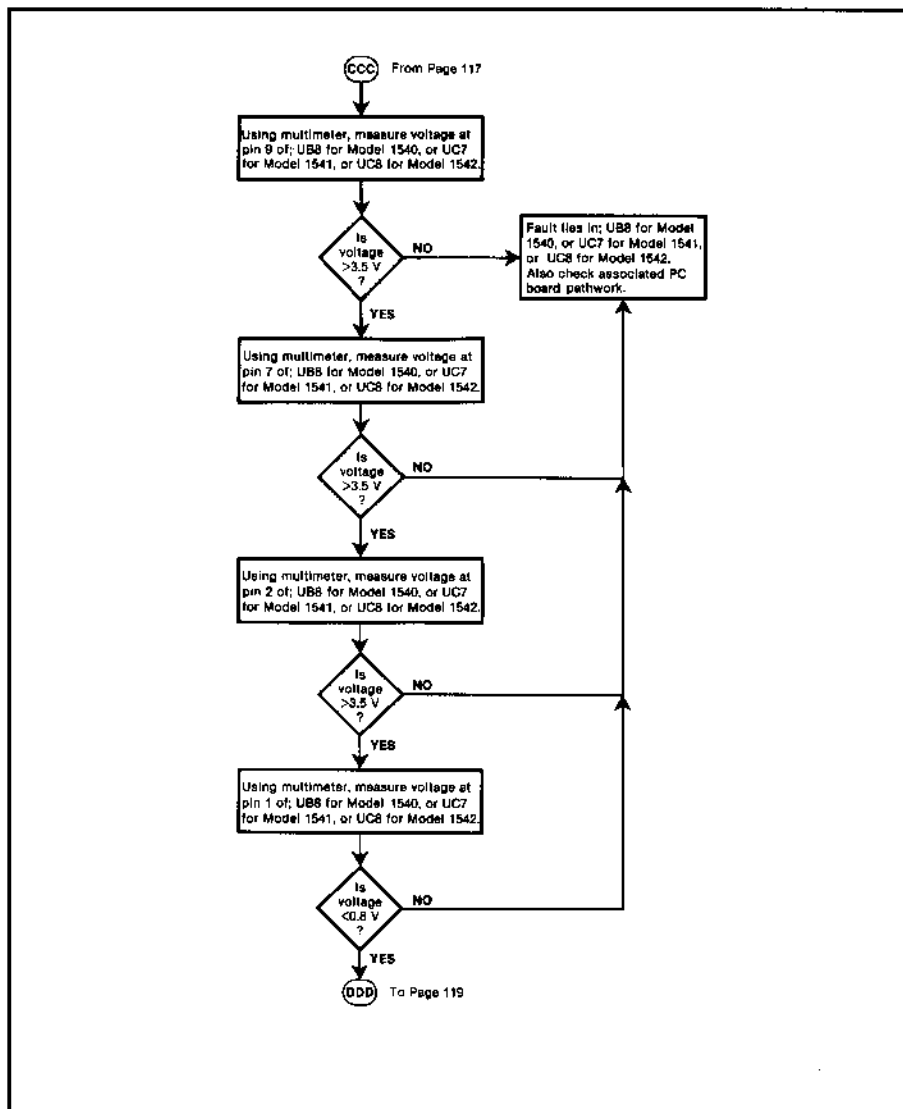 CCC From Page 117
Using multimeter, measure voltage at
pin 9 of; UB8 for Model 1540, or UC7
for Model 1541, or UC8 for Model 1542.
Is
voltage
>3.5 V
?
NO
Fault lies in; UB8 for Model
1540, or UC7 for Model 1541,
or UC8 for Model 1542.
Also check associated PC
board pathwork.
YES
Using multimeter, measure voltage at
pin 7 of; UB8 for Model 1540, or UC7
for Model 1541, or UC8 for Model 1542.
Is
voltage
>3.5 V
?
NO
YES
Using multimeter, measure voltage at
pin 2 of; UB8 for Model 1540, or UC7
for Model 1541, or UC8 for Model 1542.
Is
voltage
>3.5 V
?
NO
YES
Using multimeter, measure voltage at
pin 1 of; UB8 for Model 1540, or UC7
for Model 1541, or UC8 for Model 1542.
Is
voltage
<0.8 V
?
NO
YES
DDD To Page 119